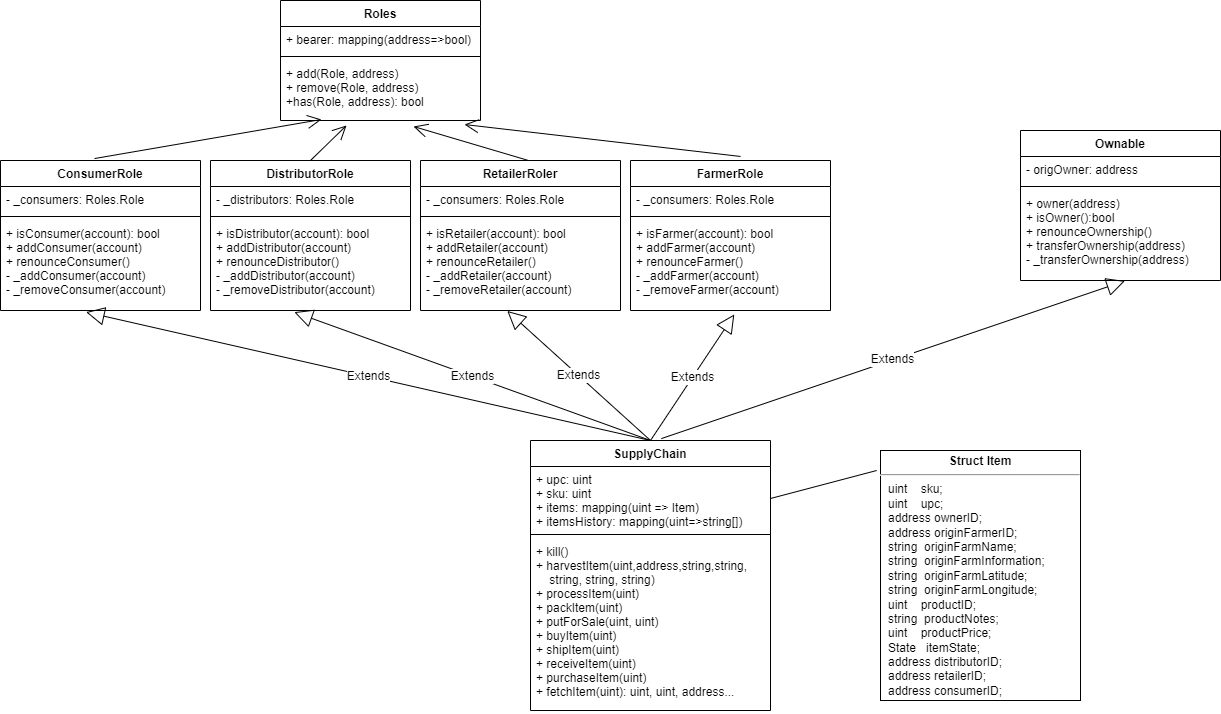 Roles
+ bearer: mapping(address=>bool)
+ add(Role, address)
+ remove(Role, address)
+has(Role, address): bool
ConsumerRole
- _consumers: Roles.Role
+ isConsumer(account): bool
+ addConsumer(account)
+ renounceConsumer()
- _addConsumer(account)
- _removeConsumer(account)
DistributorRole
- _distributors: Roles.Role
+ isDistributor(account): bool
+ addDistributor(account)
+ renounceDistributor()
- _addDistributor(account)
- _removeDistributor(account)
RetailerRoler
- _consumers: Roles.Role
+ isRetailer(account): bool
+ addRetailer(account)
+ renounceRetailer()
- _addRetailer(account)
- _removeRetailer(account)
FarmerRole
- _consumers: Roles.Role
+ isFarmer(account): bool
+ addFarmer(account)
+ renounceFarmer()
- _addFarmer(account)
- _removeFarmer(account)
Ownable
- origOwner: address
+ owner(address)
+ isOwner():bool
+ renounceOwnership()
+ transferOwnership(address)
- _transferOwnership(address)
Extends
Extends
Extends
Extends
Extends
SupplyChain
+ upc: uint
+ sku: uint
+ items: mapping(uint => Item)
+ itemsHistory: mapping(uint=>string[])
+ kill()
+ harvestItem(uint,address,string,string,
string, string, string)
+ processItem(uint)
+ packItem(uint)
+ putForSale(uint, uint)
+ buyItem(uint)
+ shipItem(uint)
+ receiveItem(uint)
+ purchaseItem(uint)
+ fetchItem(uint): uint, uint, address...
Struct Item
uint sku;
uint upc;
address ownerID;
address originFarmerID;
string originFarmName;
string originFarmInformation;
string originFarmLatitude;
string originFarmLongitude;
uint productID;
string productNotes;
uint productPrice;
State itemState;
address distributorID;
address retailerID;
address consumerID;